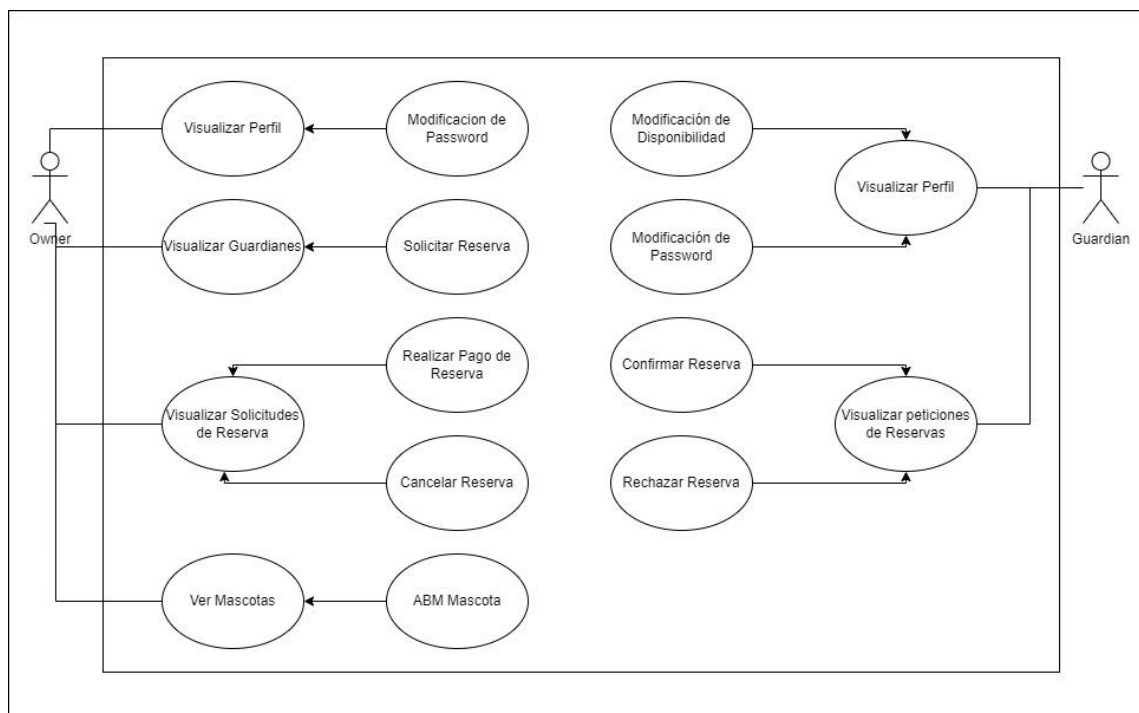 Visualizar Perfil
Modificacion de
Password
Modificación de
Disponibilidad
Visualizar Perfil
Owner
Visualizar Guardianes
Solicitar Reserva
Modificación de
Password
Guardian
Realizar Pago de
Reserva
Confirmar Reserva
Visualizar Solicitudes
de Reserva
Visualizar peticiones
de Reservas
Cancelar Reserva
Rechazar Reserva
Ver Mascotas
ABM Mascota